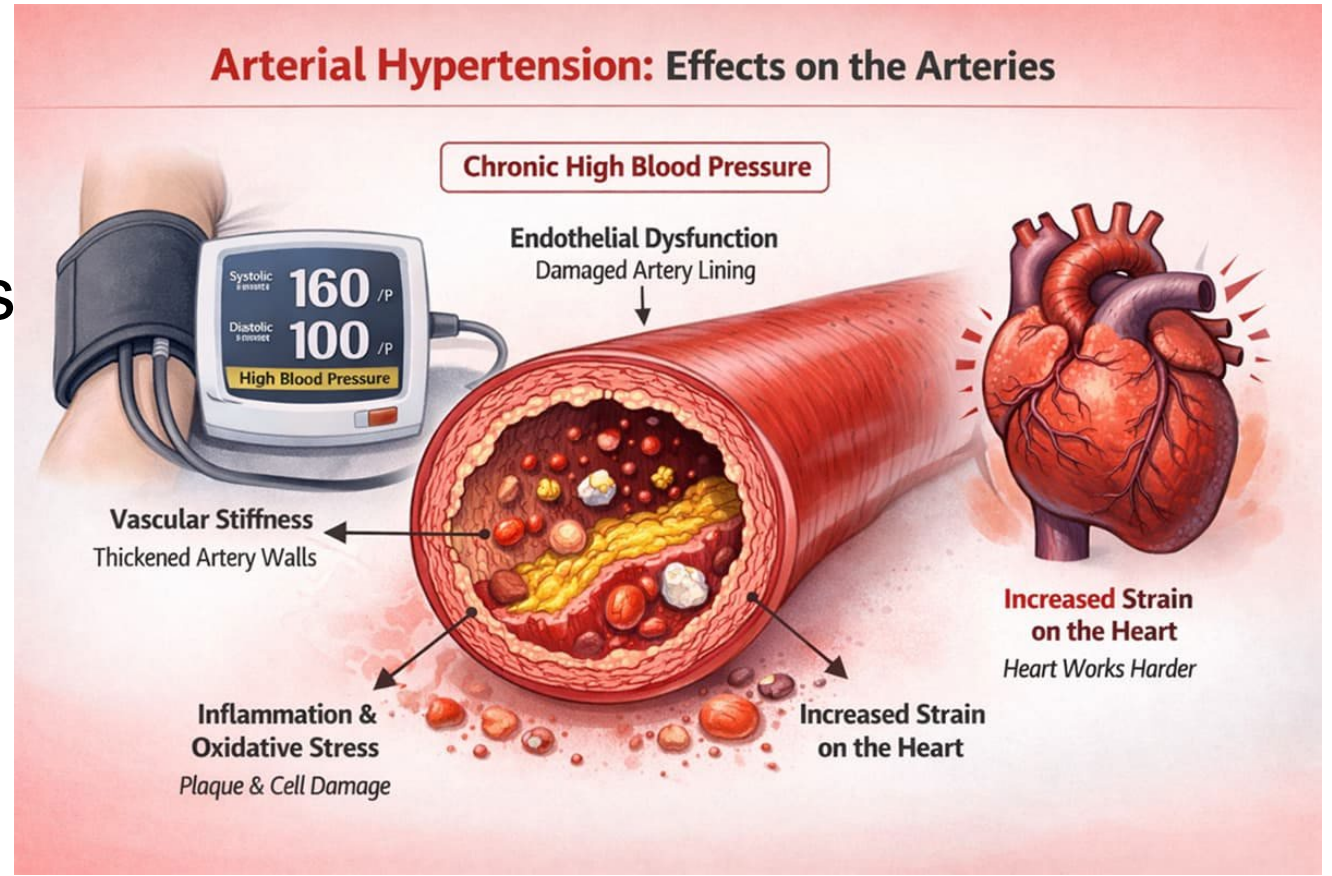 Arterial Hypertension: Effects on the Arteries
Chronic High Blood Pressure
Endothelial Dysfunction
Damaged Artery Lining
s
Systolic
160 /P
Diastolic
100 /P
High Blood Pressure
Vascular Stiffness
Thickened Artery Walls
Increased Strain
on the Heart
Heart Works Harder
Inflammation &
Oxidative Stress
Plaque & Cell Damage
Increased Strain
on the Heart